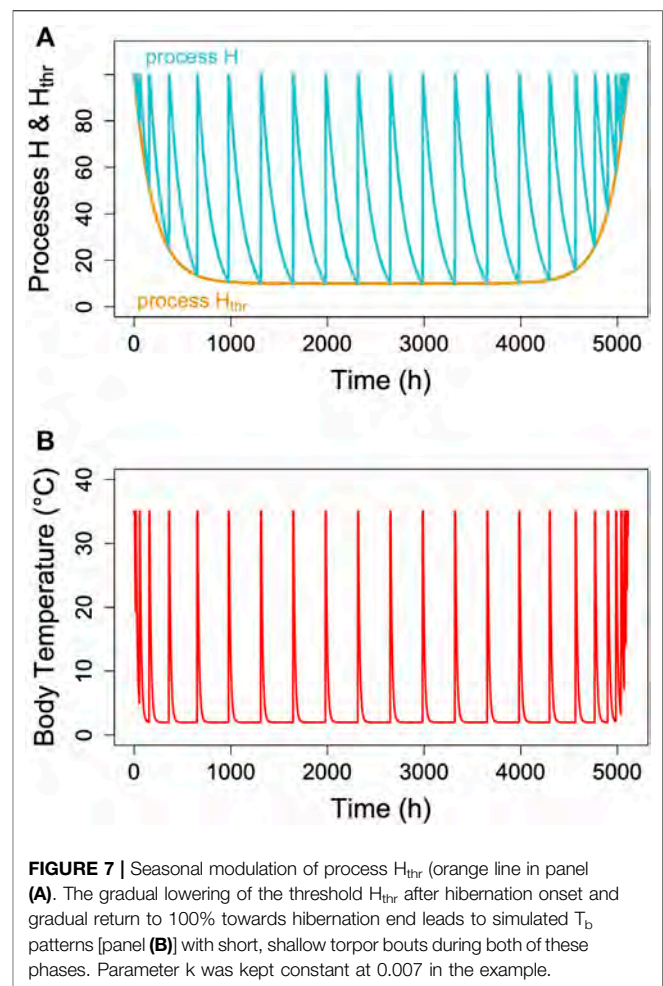 A
process H
Processes H & Hthr
80
60
40
20
0
process Hthr
0 1000 2000 3000 4000 5000
Time (h)
B
Body Temperature (°C)
40
30
20
10
0
0 1000 2000 3000 4000 5000
Time (h)
FIGURE 7 | Seasonal modulation of process Hthr (orange line in panel
(A). The gradual lowering of the threshold Hthr after hibernation onset and
gradual return to 100% towards hibernation end leads to simulated Tb
patterns [panel (B)] with short, shallow torpor bouts during both of these
phases. Parameter k was kept constant at 0.007 in the example.